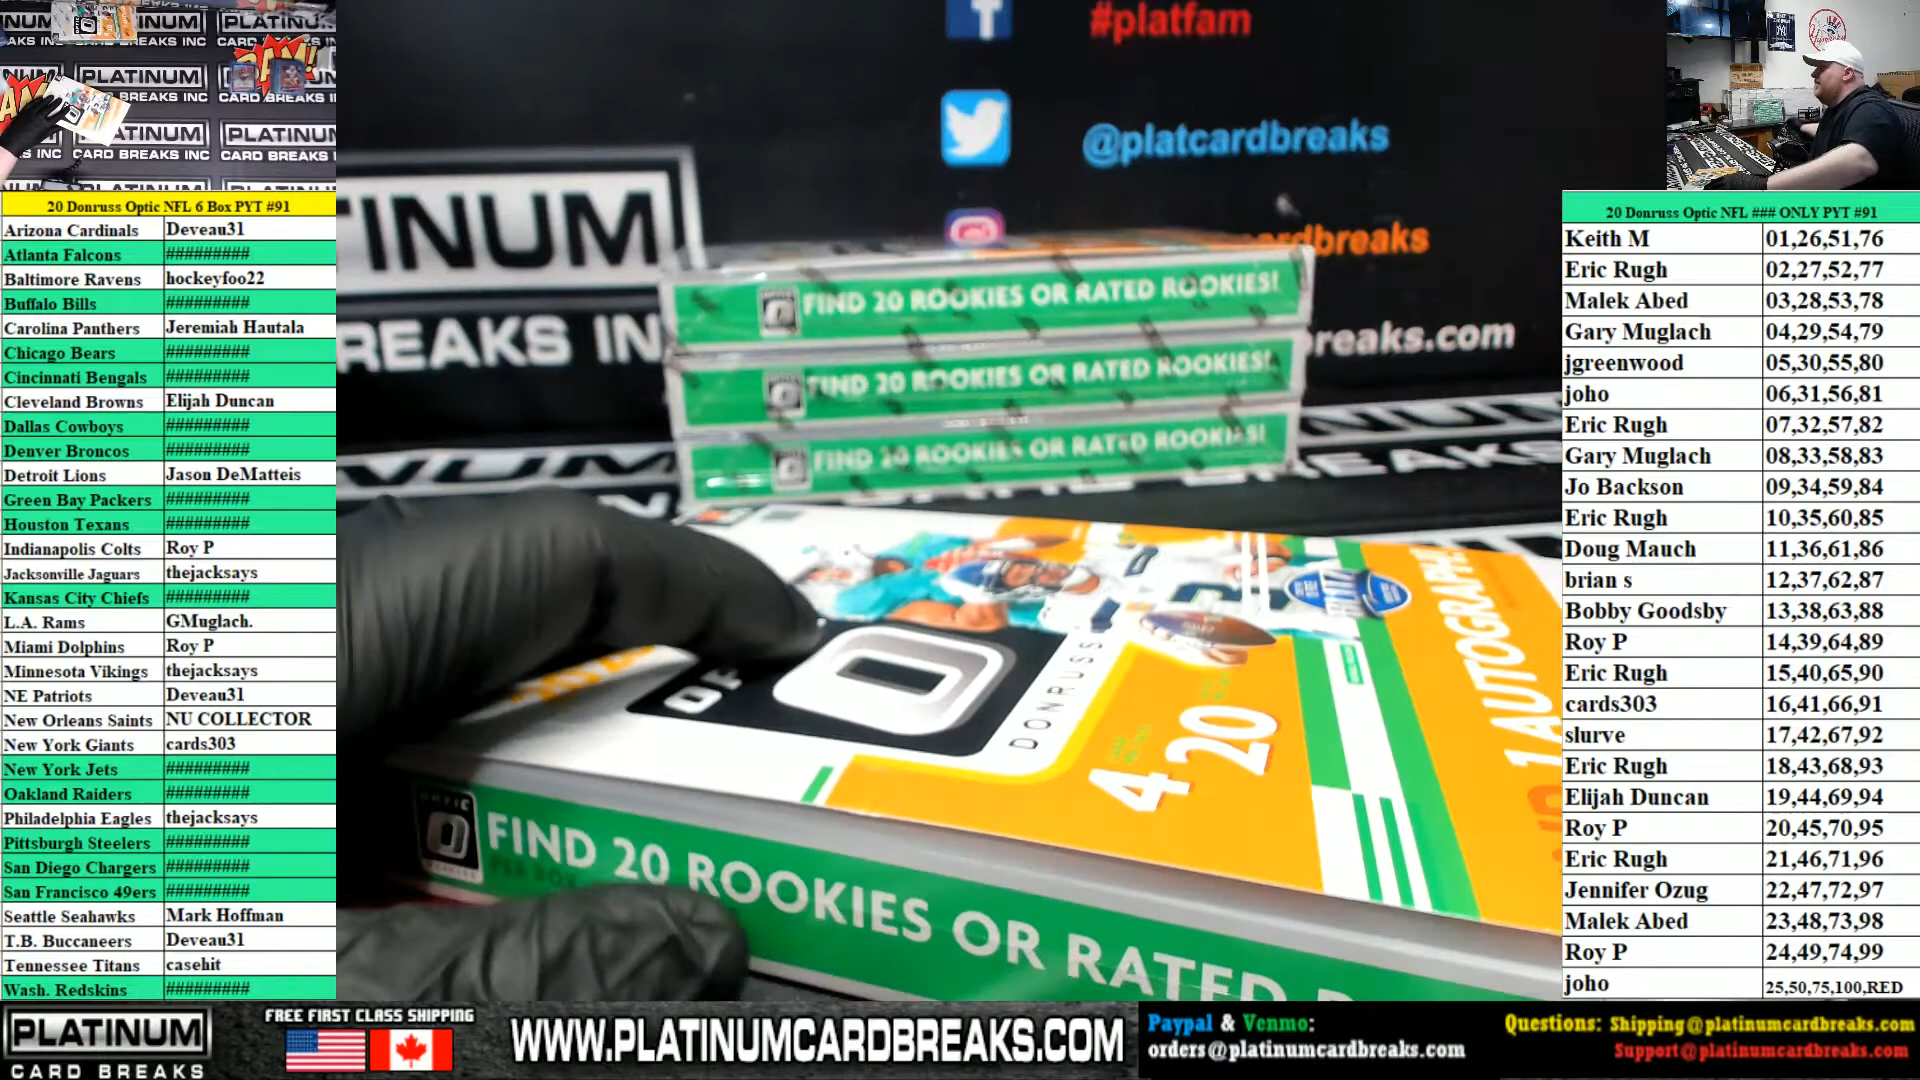 20 Donruss Optic NFL 6 Box PYT #91
Arizona Cardinals Deveau31
Atlanta Falcons #########
Baltimore Ravens hockeyfoo22
Buffalo Bills #########
Carolina Panthers Jeremiah Hautala
Chicago Bears #########
Cincinnati Bengals #########
Cleveland Browns Elijah Duncan
Dallas Cowboys #########
Denver Broncos #########
Detroit Lions Jason DeMatteis
Green Bay Packers #########
Houston Texans #########
Indianapolis Colts Roy P
Jacksonville Jaguars thejacksays
Kansas City Chiefs #########
L.A. Rams GMuglach.
Miami Dolphins Roy P
Minnesota Vikings thejacksays
NE Patriots Deveau31
New Orleans Saints NU COLLECTOR
New York Giants cards303
New York Jets #########
Oakland Raiders #########
Philadelphia Eagles thejacksays
Pittsburgh Steelers #########
San Diego Chargers #########
San Francisco 49ers #########
Seattle Seahawks Mark Hoffman
T.B. Buccaneers Deveau31
Tennessee Titans casehit
Wash. Redskins #########
PLATINUM
CARD BREAKS INC
#platfam
@platcardbreaks
cardbreaks
breaks.com
TINUM
BREAKS IN
FIND 20 ROOKIES OR RATED ROOKIES!
FIND 20 ROOKIES OR RATED ROOKIES!
FIND 20 ROOKIES OR RATED ROOKIES!
DONRUSS
4 20
1 AUTOGRAPH
FIND 20 ROOKIES OR RATED
PER BOX
20 Donruss Optic NFL ### ONLY PYT #91
Keith M 01,26,51,76
Eric Rugh 02,27,52,77
Malek Abed 03,28,53,78
Gary Muglach 04,29,54,79
jgreenwood 05,30,55,80
joho 06,31,56,81
Eric Rugh 07,32,57,82
Gary Muglach 08,33,58,83
Jo Backson 09,34,59,84
Eric Rugh 10,35,60,85
Doug Mauch 11,36,61,86
brian s 12,37,62,87
Bobby Goodsby 13,38,63,88
Roy P 14,39,64,89
Eric Rugh 15,40,65,90
cards303 16,41,66,91
slurve 17,42,67,92
Eric Rugh 18,43,68,93
Elijah Duncan 19,44,69,94
Roy P 20,45,70,95
Eric Rugh 21,46,71,96
Jennifer Ozug 22,47,72,97
Malek Abed 23,48,73,98
Roy P 24,49,74,99
joho 25,50,75,100,RED
PLATINUM
CARD BREAKS
FREE FIRST CLASS SHIPPING
WWW.PLATINUMCARDBREAKS.COM
Paypal & Venmo:
orders@platinumcardbreaks.com
Questions: Shipping@platinumcardbreaks.com
Support@platinumcardbreaks.com